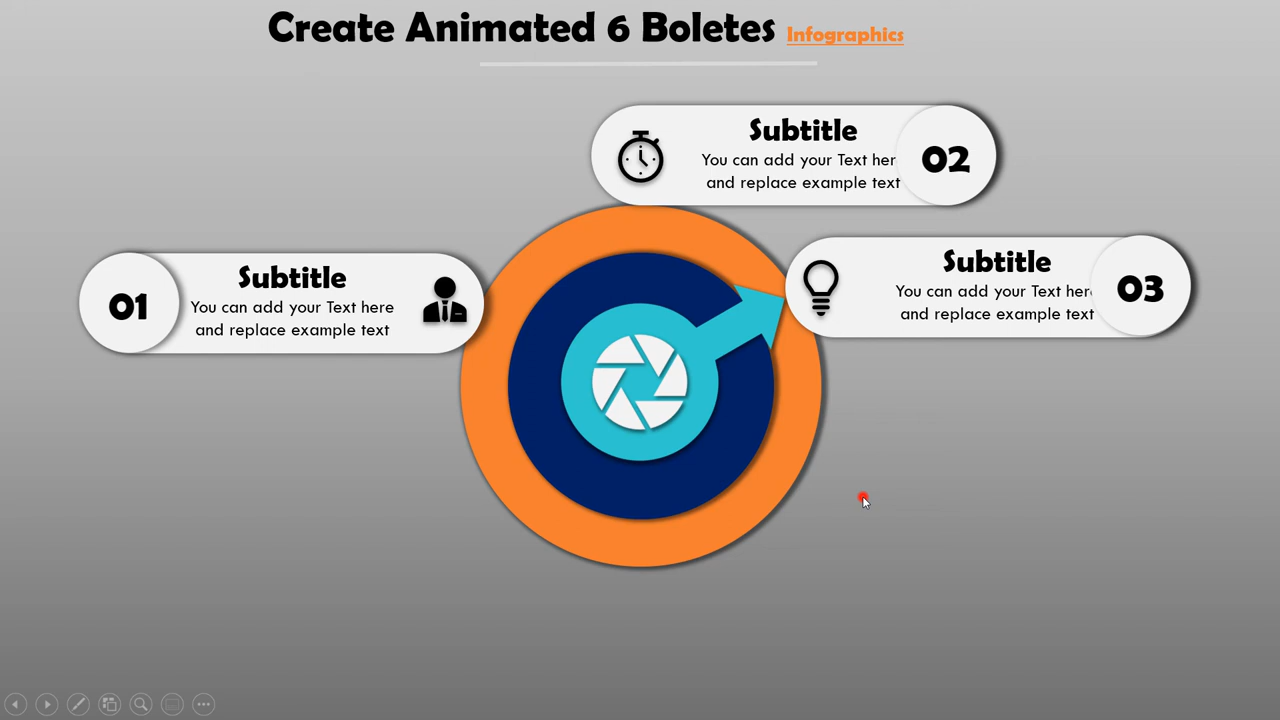 Create Animated 6 Boletes Infographics
Subtitle
You can add your Text her
and replace example text
02
01
Subtitle
You can add your Text here
and replace example text
Subtitle
You can add your Text her
and replace example text
03